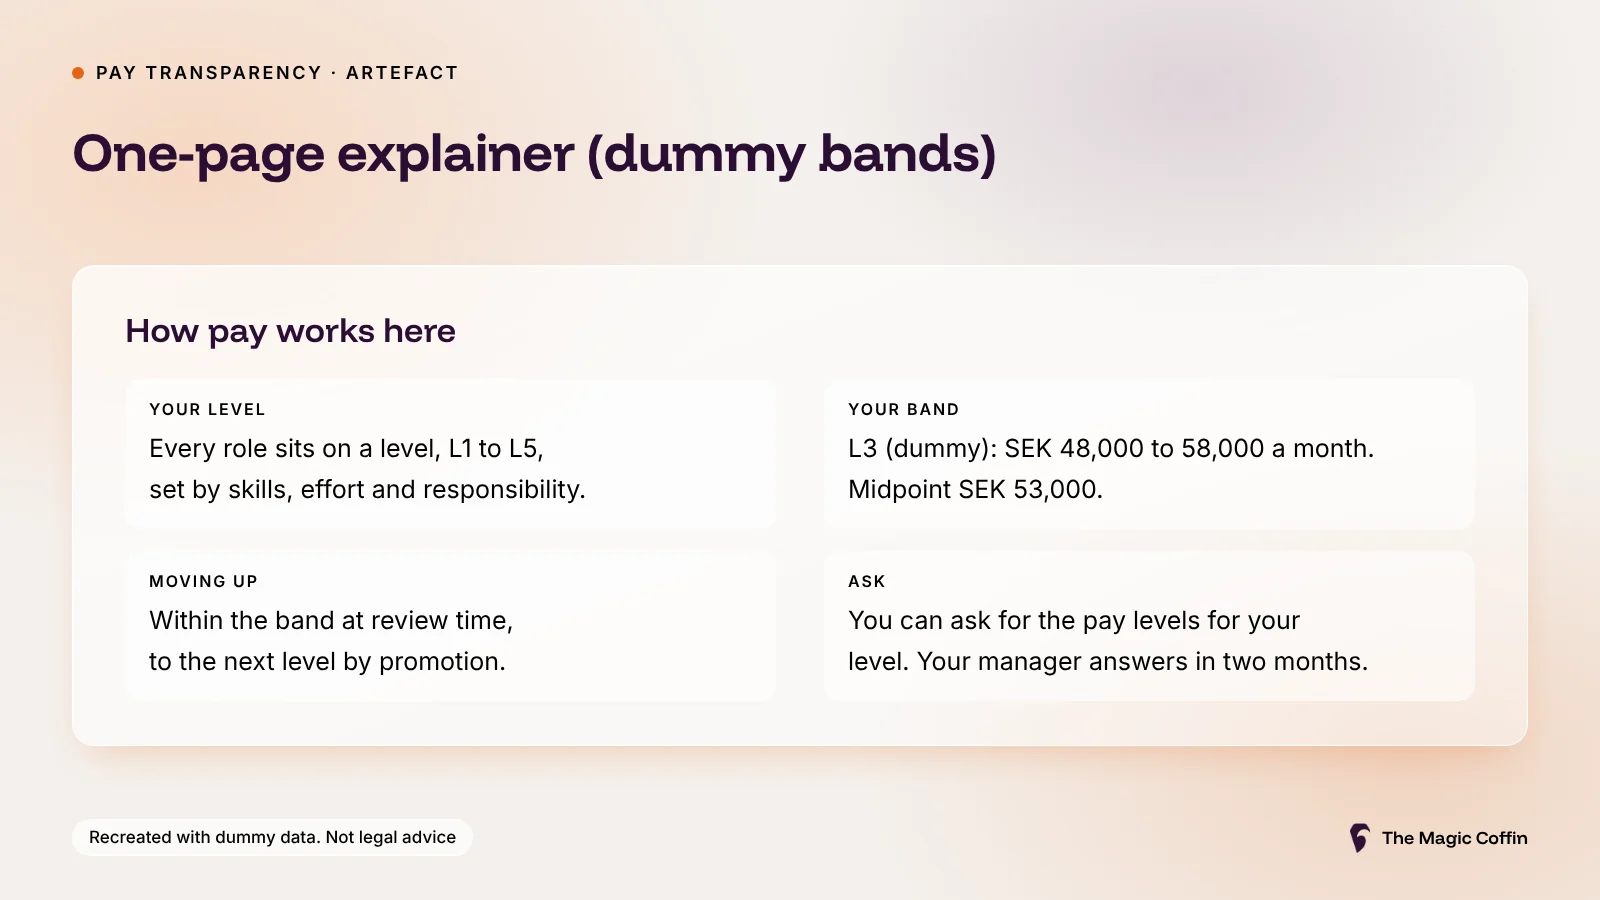 PAY TRANSPARENCY · ARTEFACT
One-page explainer (dummy bands)
How pay works here
YOUR LEVEL
Every role sits on a level, L1 to L5,
set by skills, effort and responsibility.
YOUR BAND
L3 (dummy): SEK 48,000 to 58,000 a month.
Midpoint SEK 53,000.
MOVING UP
Within the band at review time,
to the next level by promotion.
ASK
You can ask for the pay levels for your
level. Your manager answers in two months.
Recreated with dummy data. Not legal advice
The Magic Coffin